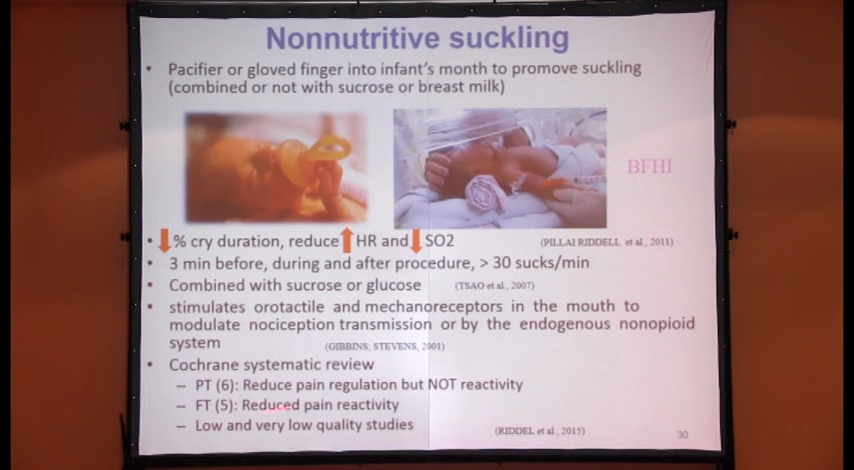 Nonnutritive suckling
• Pacifier or gloved finger into infant's month to promote suckling
(combined or not with sucrose or breast milk)
BFHI
• % cry duration, reduce HR and SO2 (PILLAI RIDDELL et al., 2011)
• 3 min before, during and after procedure, > 30 sucks/min
• Combined with sucrose or glucose (TSAO et al., 2007)
• stimulates orotactile and mechanoreceptors in the mouth to
modulate nociception transmission or by the endogenous nonopioid
system (GIBBINS; STEVENS, 2001)
• Cochrane systematic review
– PT (6): Reduce pain regulation but NOT reactivity
– FT (5): Reduced pain reactivity
– Low and very low quality studies (RIDDEL et al., 2015)
30